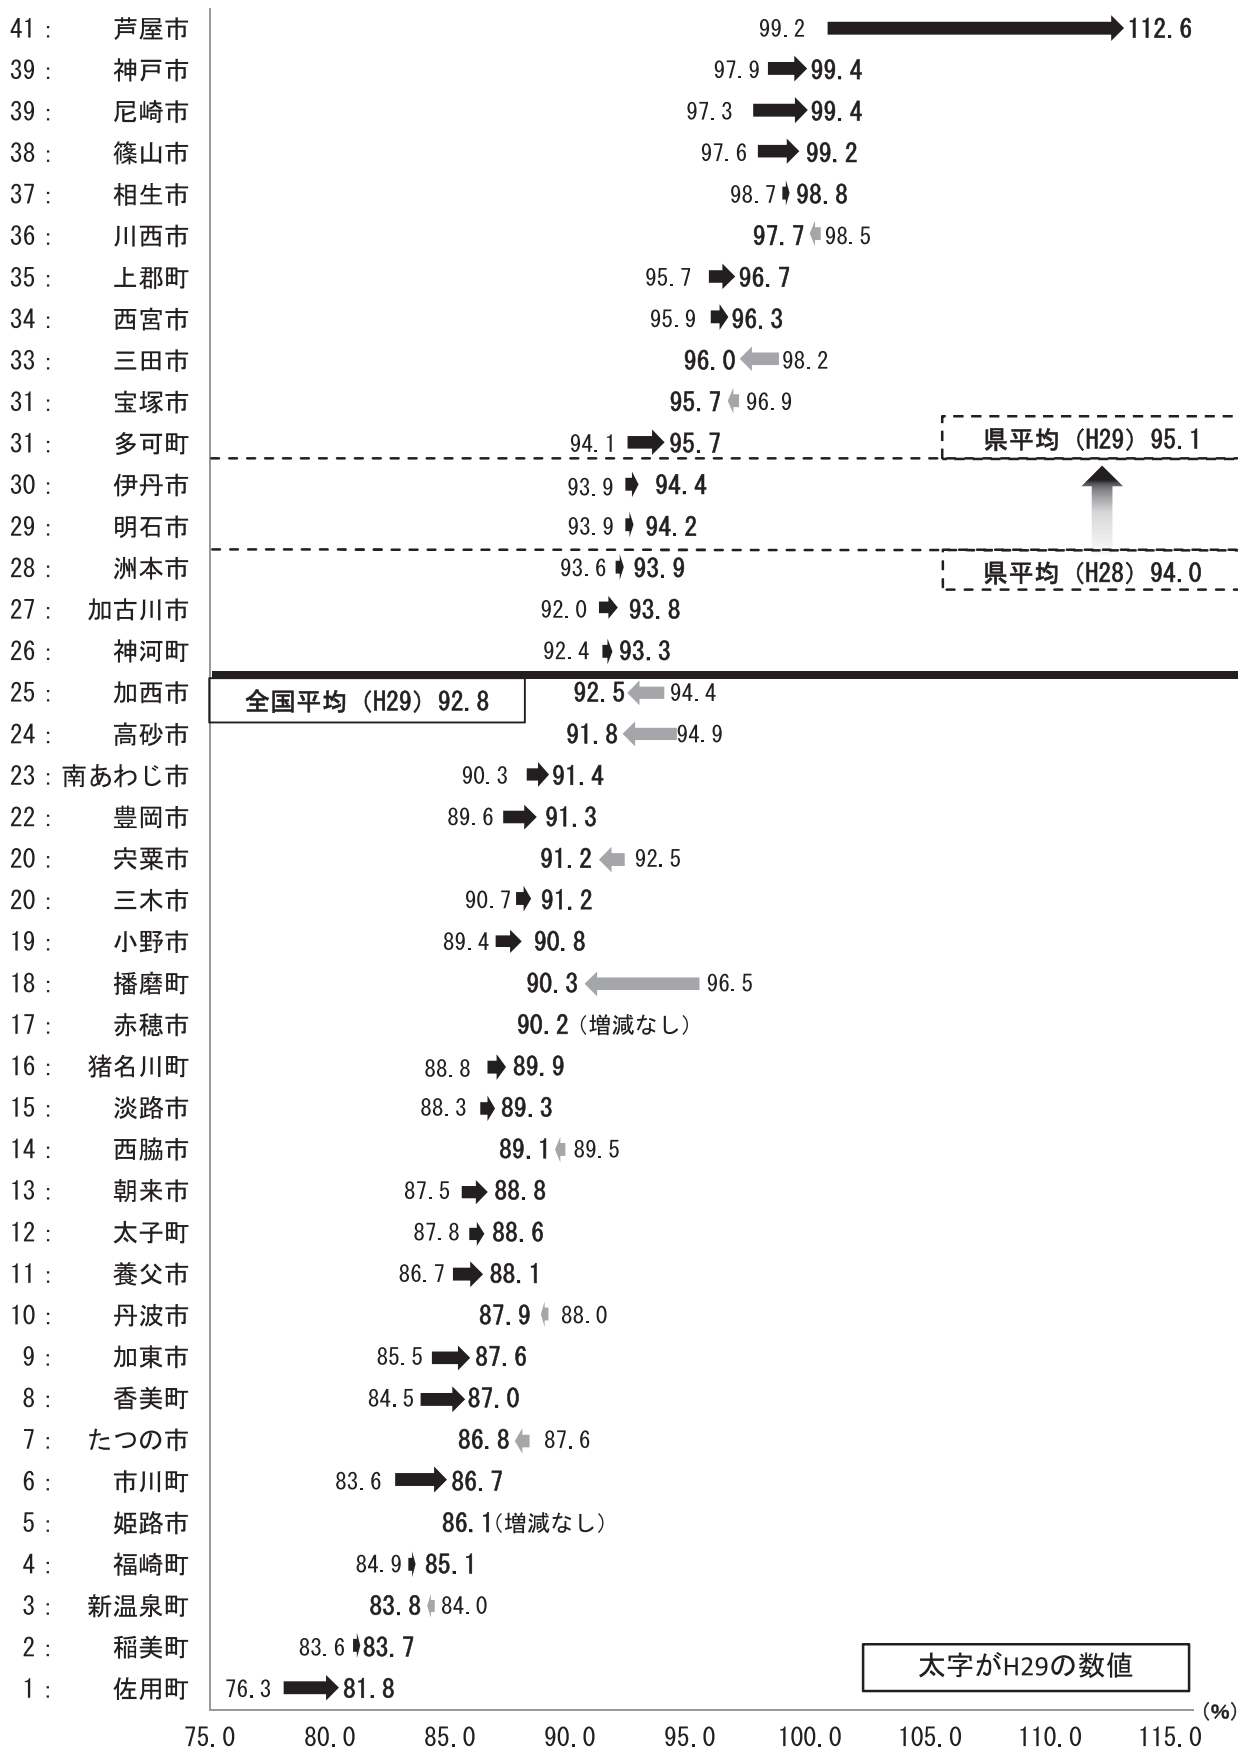 41： 芦屋市 99.2 112.6
39： 神戸市 97.9 99.4
39： 尼崎市 97.3 99.4
38： 篠山市 97.6 99.2
37： 相生市 98.7 98.8
36： 川西市 97.7 98.5
35： 上郡町 95.7 96.7
34： 西宮市 95.9 96.3
33： 三田市 96.0 98.2
31： 宝塚市 95.7 96.9
31： 多可町 94.1 95.7
県平均（H29）95.1
30： 伊丹市 93.9 94.4
29： 明石市 93.9 94.2
28： 洲本市 93.6 93.9
県平均（H28）94.0
27： 加古川市 92.0 93.8
26： 神河町 92.4 93.3
25： 加西市 92.5 94.4
全国平均（H29）92.8
24： 高砂市 91.8 94.9
23： 南あわじ市 90.3 91.4
22： 豊岡市 89.6 91.3
20： 宍粟市 91.2 92.5
20： 三木市 90.7 91.2
19： 小野市 89.4 90.8
18： 播磨町 90.3 96.5
17： 赤穂市 90.2（増減なし）
16： 猪名川町 88.8 89.9
15： 淡路市 88.3 89.3
14： 西脇市 89.1 89.5
13： 朝来市 87.5 88.8
12： 太子町 87.8 88.6
11： 養父市 86.7 88.1
10： 丹波市 87.9 88.0
9： 加東市 85.5 87.6
8： 香美町 84.5 87.0
7： たつの市 86.8 87.6
6： 市川町 83.6 86.7
5： 姫路市 86.1（増減なし）
4： 福崎町 84.9 85.1
3： 新温泉町 83.8 84.0
2： 稲美町 83.6 83.7
太字がH29の数値
1： 佐用町 76.3 81.8
(%)
75.0 80.0 85.0 90.0 95.0 100.0 105.0 110.0 115.0